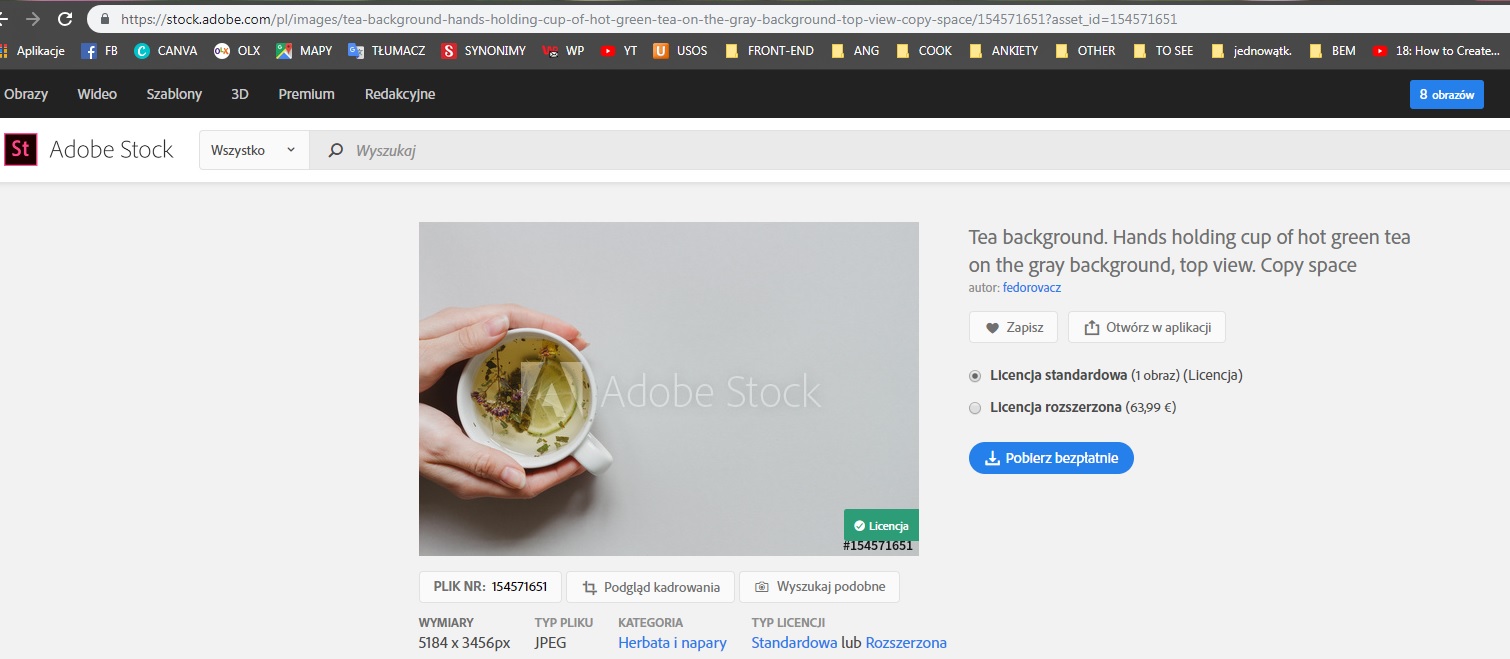 https://stock.adobe.com/pl/images/tea-background-hands-holding-cup-of-hot-green-tea-on-the-gray-background-top-view-copy-space/154571651?asset_id=154571651
Aplikacje FB CANVA OLX MAPY TŁUMACZ SYNONIMY WP YT USOS FRONT-END ANG COOK ANKIETY OTHER TO SEE jednowątk. BEM 18: How to Create...
Obrazy Wideo Szablony 3D Premium Redakcyjne 8 obrazów
St Adobe Stock Wszystko Wyszukaj
Tea background. Hands holding cup of hot green tea
on the gray background, top view. Copy space
autor: fedorovacz
Zapisz Otwórz w aplikacji
Licencja standardowa (1 obraz) (Licencja)
Licencja rozszerzona (63,99 €)
Pobierz bezpłatnie
Adobe Stock
Licencja
#154571651
PLIK NR: 154571651 Podgląd kadrowania Wyszukaj podobne
WYMIARY TYP PLIKU KATEGORIA TYP LICENCJI
5184 x 3456px JPEG Herbata i napary Standardowa lub Rozszerzona